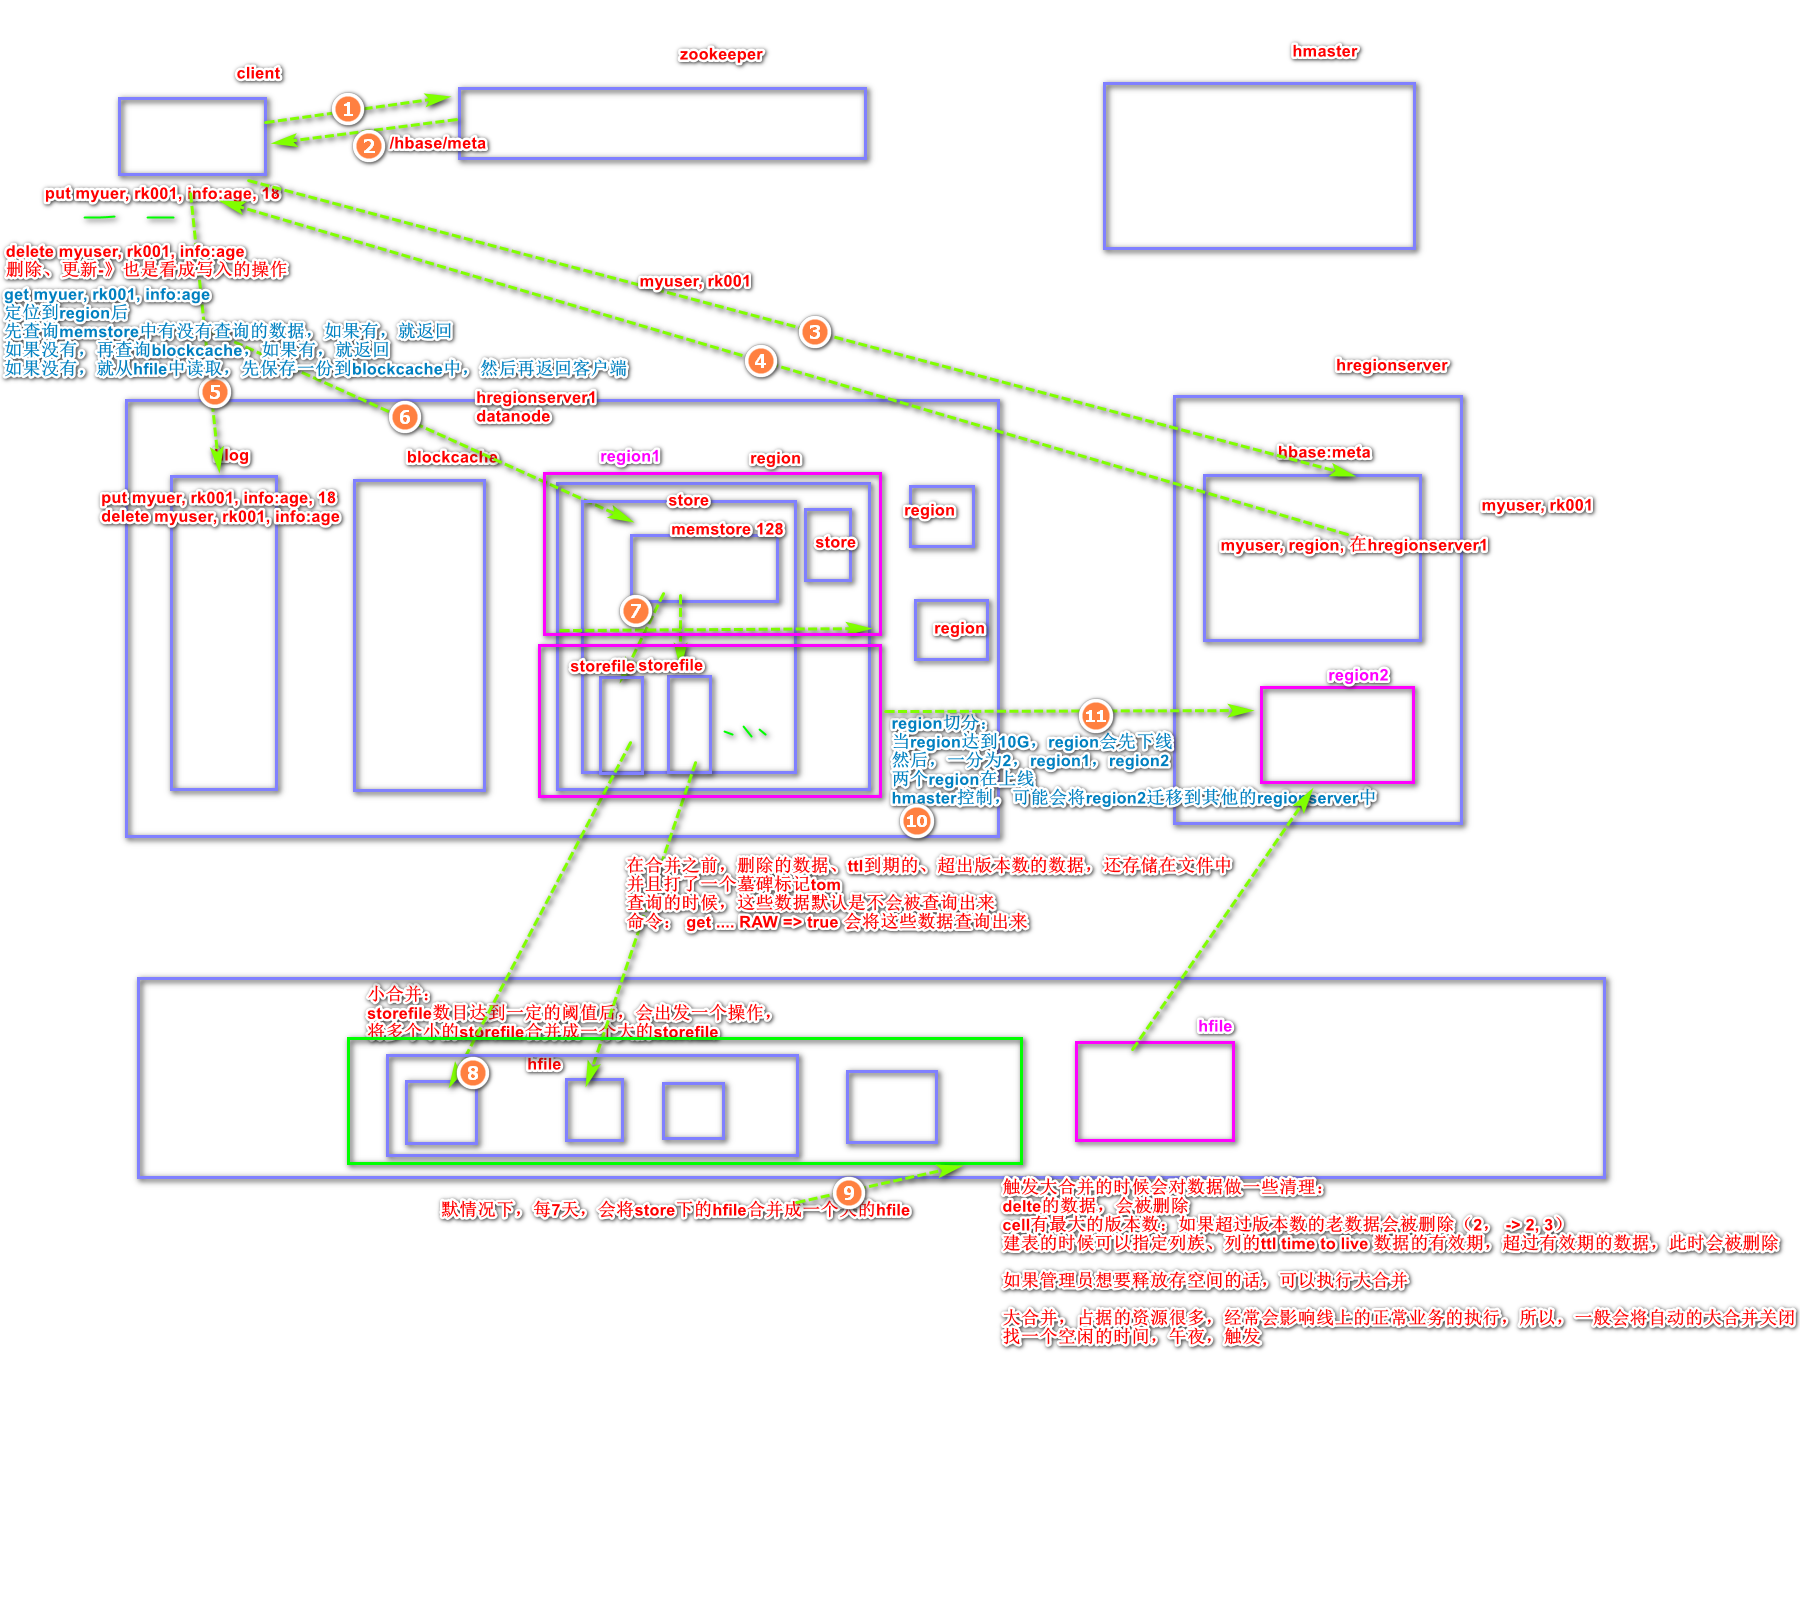 client
zookeeper
hmaster
1
2
/hbase/meta
put myuer, rk001, info:age, 18
delete myuser, rk001, info:age
删除、更新-》也是看成写入的操作
get myuer, rk001, info:age
定位到region后
先查询memstore中有没有查询的数据，如果有，就返回
如果没有，再查询blockcache，如果有，就返回
如果没有，就从hfile中读取，先保存一份到blockcache中，然后再返回客户端
myuser, rk001
3
4
5
6
hregionserver1
datanode
hregionserver
log
blockcache
region1
region
hbase:meta
put myuer, rk001, info:age, 18
delete myuser, rk001, info:age
store
memstore 128
store
region
region
myuser, rk001
myuser, region, 在hregionserver1
7
storefile
storefile
region2
11
region切分：
当region达到10G，region会先下线
然后，一分为2，region1，region2
两个region在上线
hmaster控制，可能会将region2迁移到其他的regionserver中
10
在合并之前，删除的数据、ttl到期的、超出版本数的数据，还存储在文件中
并且打了一个墓碑标记tom
查询的时候，这些数据默认是不会被查询出来
命令： get .... RAW => true 会将这些数据查询出来
小合并：
storefile数目达到一定的阈值后，会出发一个操作，
将多个小的storefile合并成一个大的storefile
hfile
8
hfile
9
默情况下，每7天，会将store下的hfile合并成一个大的hfile
触发大合并的时候会对数据做一些清理：
delte的数据，会被删除
cell有最大的版本数；如果超过版本数的老数据会被删除（2， -> 2, 3）
建表的时候可以指定列族、列的ttl time to live 数据的有效期，超过有效期的数据，此时会被删除
如果管理员想要释放存空间的话，可以执行大合并
大合并，占据的资源很多，经常会影响线上的正常业务的执行，所以，一般会将自动的大合并关闭
找一个空闲的时间，午夜，触发